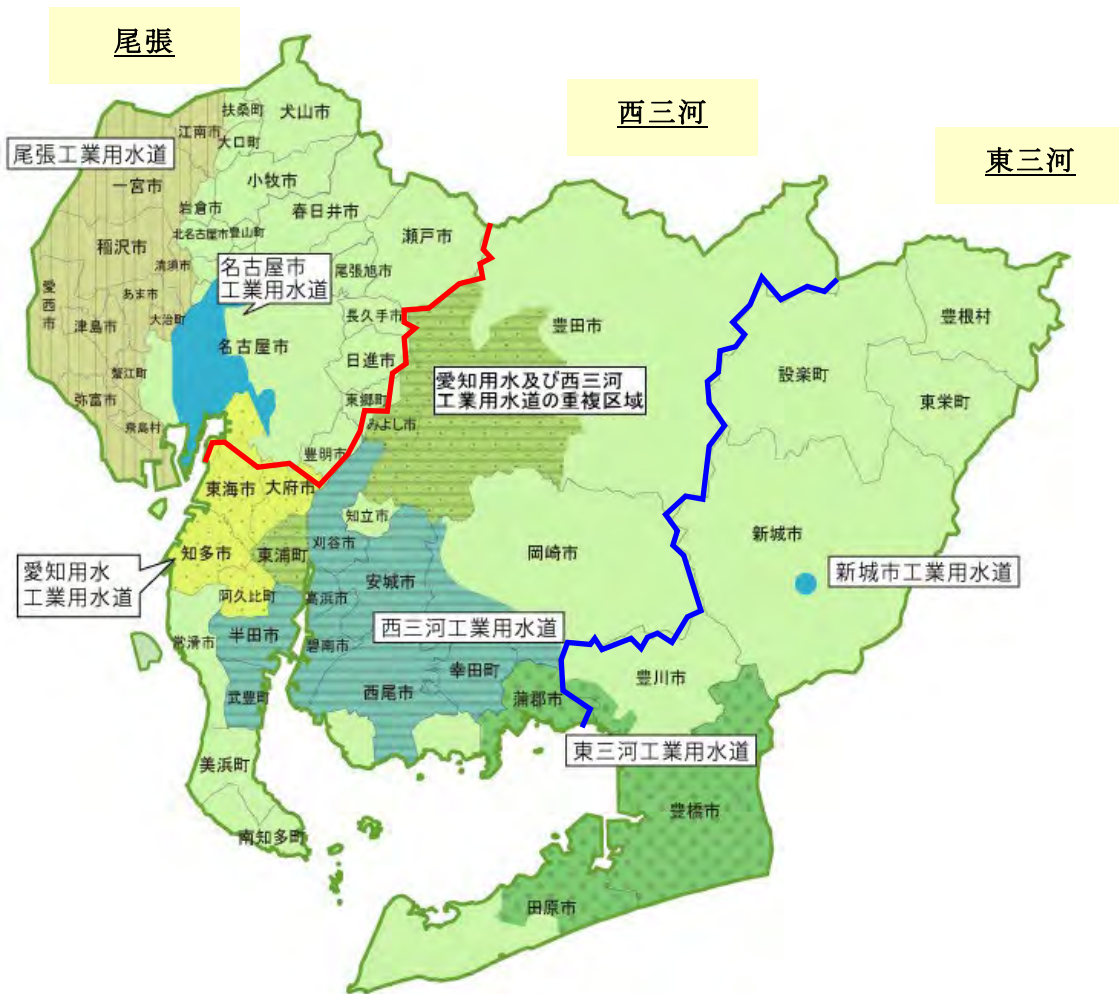 尾張
西三河
東三河
扶桑町
犬山市
江南市
大口町
尾張工業用水道
一宮市
小牧市
岩倉市
春日井市
北名古屋市
豊山町
瀬戸市
稲沢市
清須市
名古屋市
工業用水道
尾張旭市
愛西市
あま市
津島市
大治町
長久手市
豊田市
豊根村
名古屋市
日進市
設楽町
蟹江町
愛知用水及び西三河
工業用水道の重複区域
東栄町
弥富市
東郷町
みよし市
飛島村
豊明市
東海市
大府市
知立市
新城市
知多市
東浦町
刈谷市
岡崎市
愛知用水
工業用水道
安城市
新城市工業用水道
阿久比町
高浜市
半田市
西三河工業用水道
常滑市
碧南市
幸田町
豊川市
武豊町
西尾市
蒲郡市
東三河工業用水道
美浜町
豊橋市
南知多町
田原市